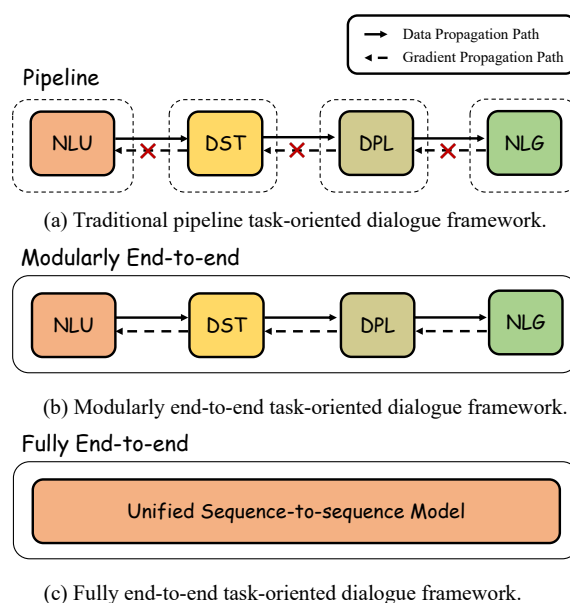 Data Propagation Path
Gradient Propagation Path
Pipeline
NLU DST DPL NLG
(a) Traditional pipeline task-oriented dialogue framework.
Modularly End-to-end
NLU DST DPL NLG
(b) Modularly end-to-end task-oriented dialogue framework.
Fully End-to-end
Unified Sequence-to-sequence Model
(c) Fully end-to-end task-oriented dialogue framework.